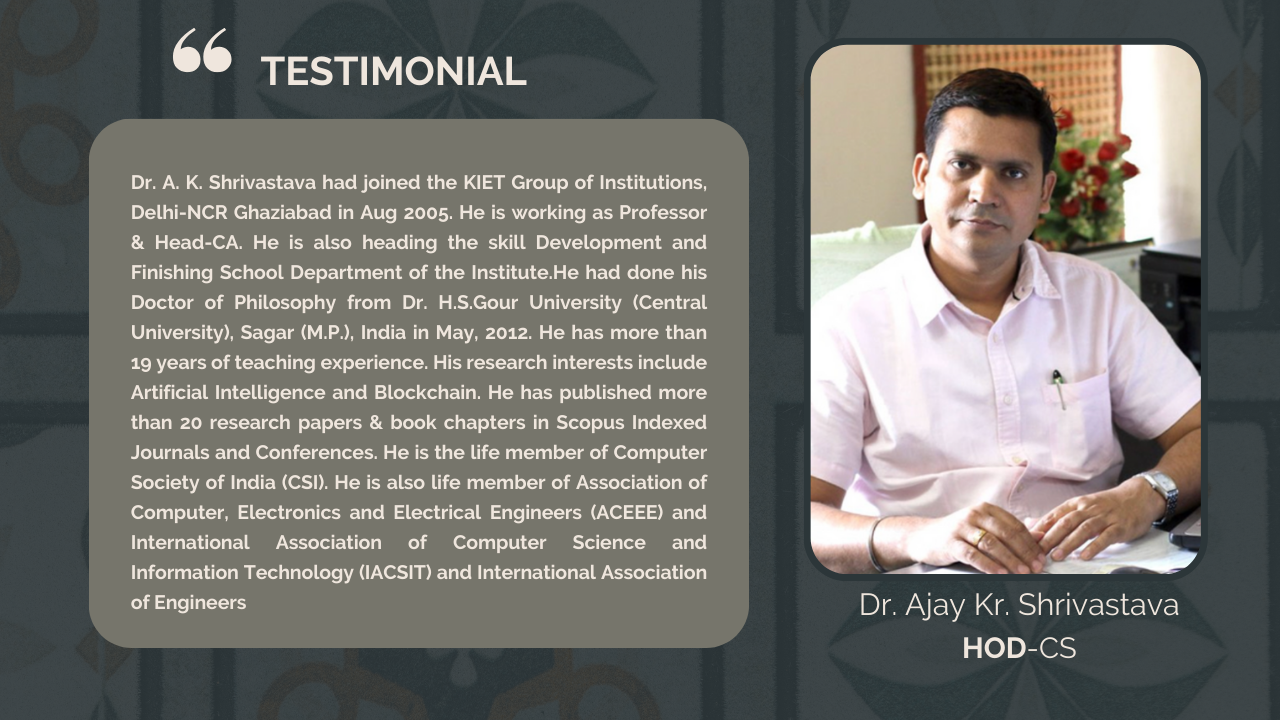 TESTIMONIAL
Dr. A. K. Shrivastava had joined the KIET Group of Institutions,
Delhi-NCR Ghaziabad in Aug 2005. He is working as Professor
& Head-CA. He is also heading the skill Development and
Finishing School Department of the Institute.He had done his
Doctor of Philosophy from Dr. H.S.Gour University (Central
University), Sagar (M.P.), India in May, 2012. He has more than
19 years of teaching experience. His research interests include
Artificial Intelligence and Blockchain. He has published more
than 20 research papers & book chapters in Scopus Indexed
Journals and Conferences. He is the life member of Computer
Society of India (CSI). He is also life member of Association of
Computer, Electronics and Electrical Engineers (ACEEE) and
International Association of Computer Science and
Information Technology (IACSIT) and International Association
of Engineers
Dr. Ajay Kr. Shrivastava
HOD-CS